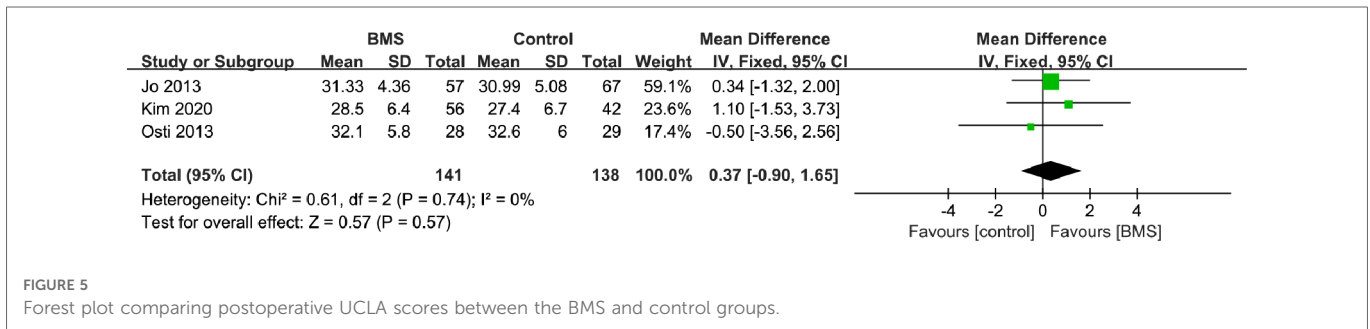 BMS Control Mean Difference Mean Difference
Study or Subgroup Mean SD Total Mean SD Total Weight IV, Fixed, 95% CI IV, Fixed, 95% CI
Jo 2013 31.33 4.36 57 30.99 5.08 67 59.1% 0.34 [-1.32, 2.00]
Kim 2020 28.5 6.4 56 27.4 6.7 42 23.6% 1.10 [-1.53, 3.73]
Osti 2013 32.1 5.8 28 32.6 6 29 17.4% -0.50 [-3.56, 2.56]
Total (95% CI) 141 138 100.0% 0.37 [-0.90, 1.65]
Heterogeneity: Chi² = 0.61, df = 2 (P = 0.74); I² = 0%
Test for overall effect: Z = 0.57 (P = 0.57)
-4 -2 0 2 4
Favours [control] Favours [BMS]
FIGURE 5
Forest plot comparing postoperative UCLA scores between the BMS and control groups.